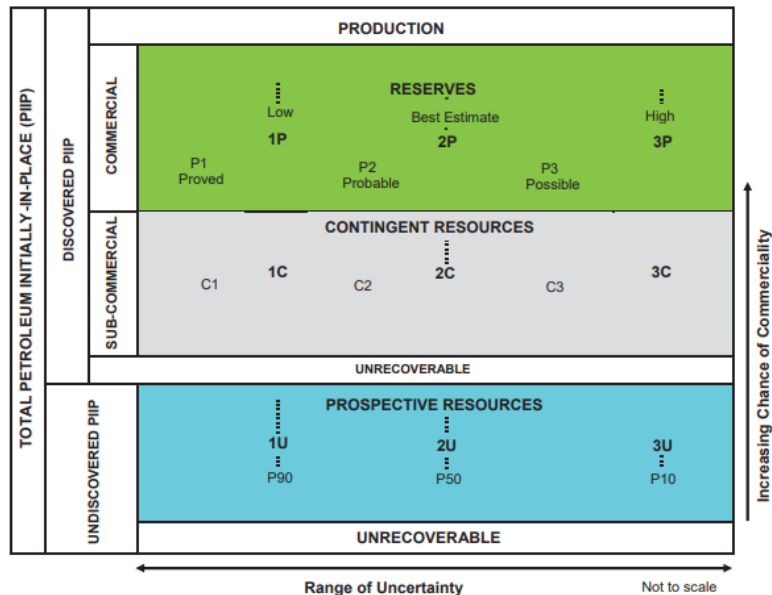 TOTAL PETROLEUM INITIALLY-IN-PLACE (PIIP)
DISCOVERED PIIP
UNDISCOVERED PIIP
COMMERCIAL
SUB-COMMERCIAL
PRODUCTION
RESERVES
Low
Best Estimate
High
1P
2P
3P
P1
Proved
P2
Probable
P3
Possible
CONTINGENT RESOURCES
1C
2C
3C
C1
C2
C3
UNRECOVERABLE
PROSPECTIVE RESOURCES
1U
2U
3U
P90
P50
P10
UNRECOVERABLE
Increasing Chance of Commerciality
Range of Uncertainty
Not to scale